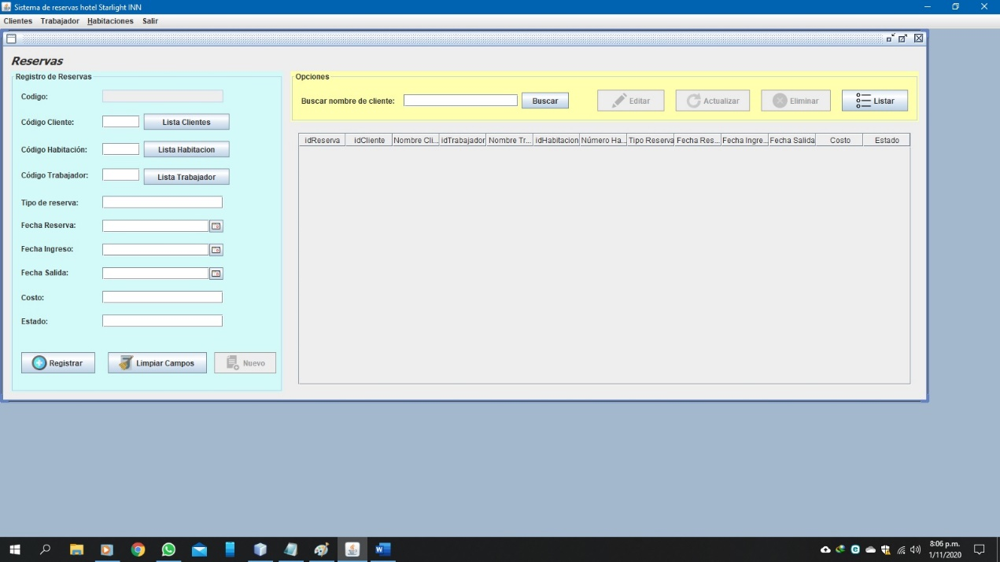 Sistema de reservas hotel Starlight INN
Clientes Trabajador Habitaciones Salir
Reservas
Registro de Reservas
Codigo:
Código Cliente: Lista Clientes
Código Habitación: Lista Habitacion
Código Trabajador: Lista Trabajador
Tipo de reserva:
Fecha Reserva:
Fecha Ingreso:
Fecha Salida:
Costo:
Estado:
Registrar Limpiar Campos Nuevo
Opciones
Buscar nombre de cliente: Buscar Editar Actualizar Eliminar Listar
idReserva idCliente Nombre Cli... idTrabajador Nombre Tr... idHabitacion Número Ha... Tipo Reserva Fecha Res... Fecha Ingre... Fecha Salida Costo Estado
8:06 p.m.
1/11/2020